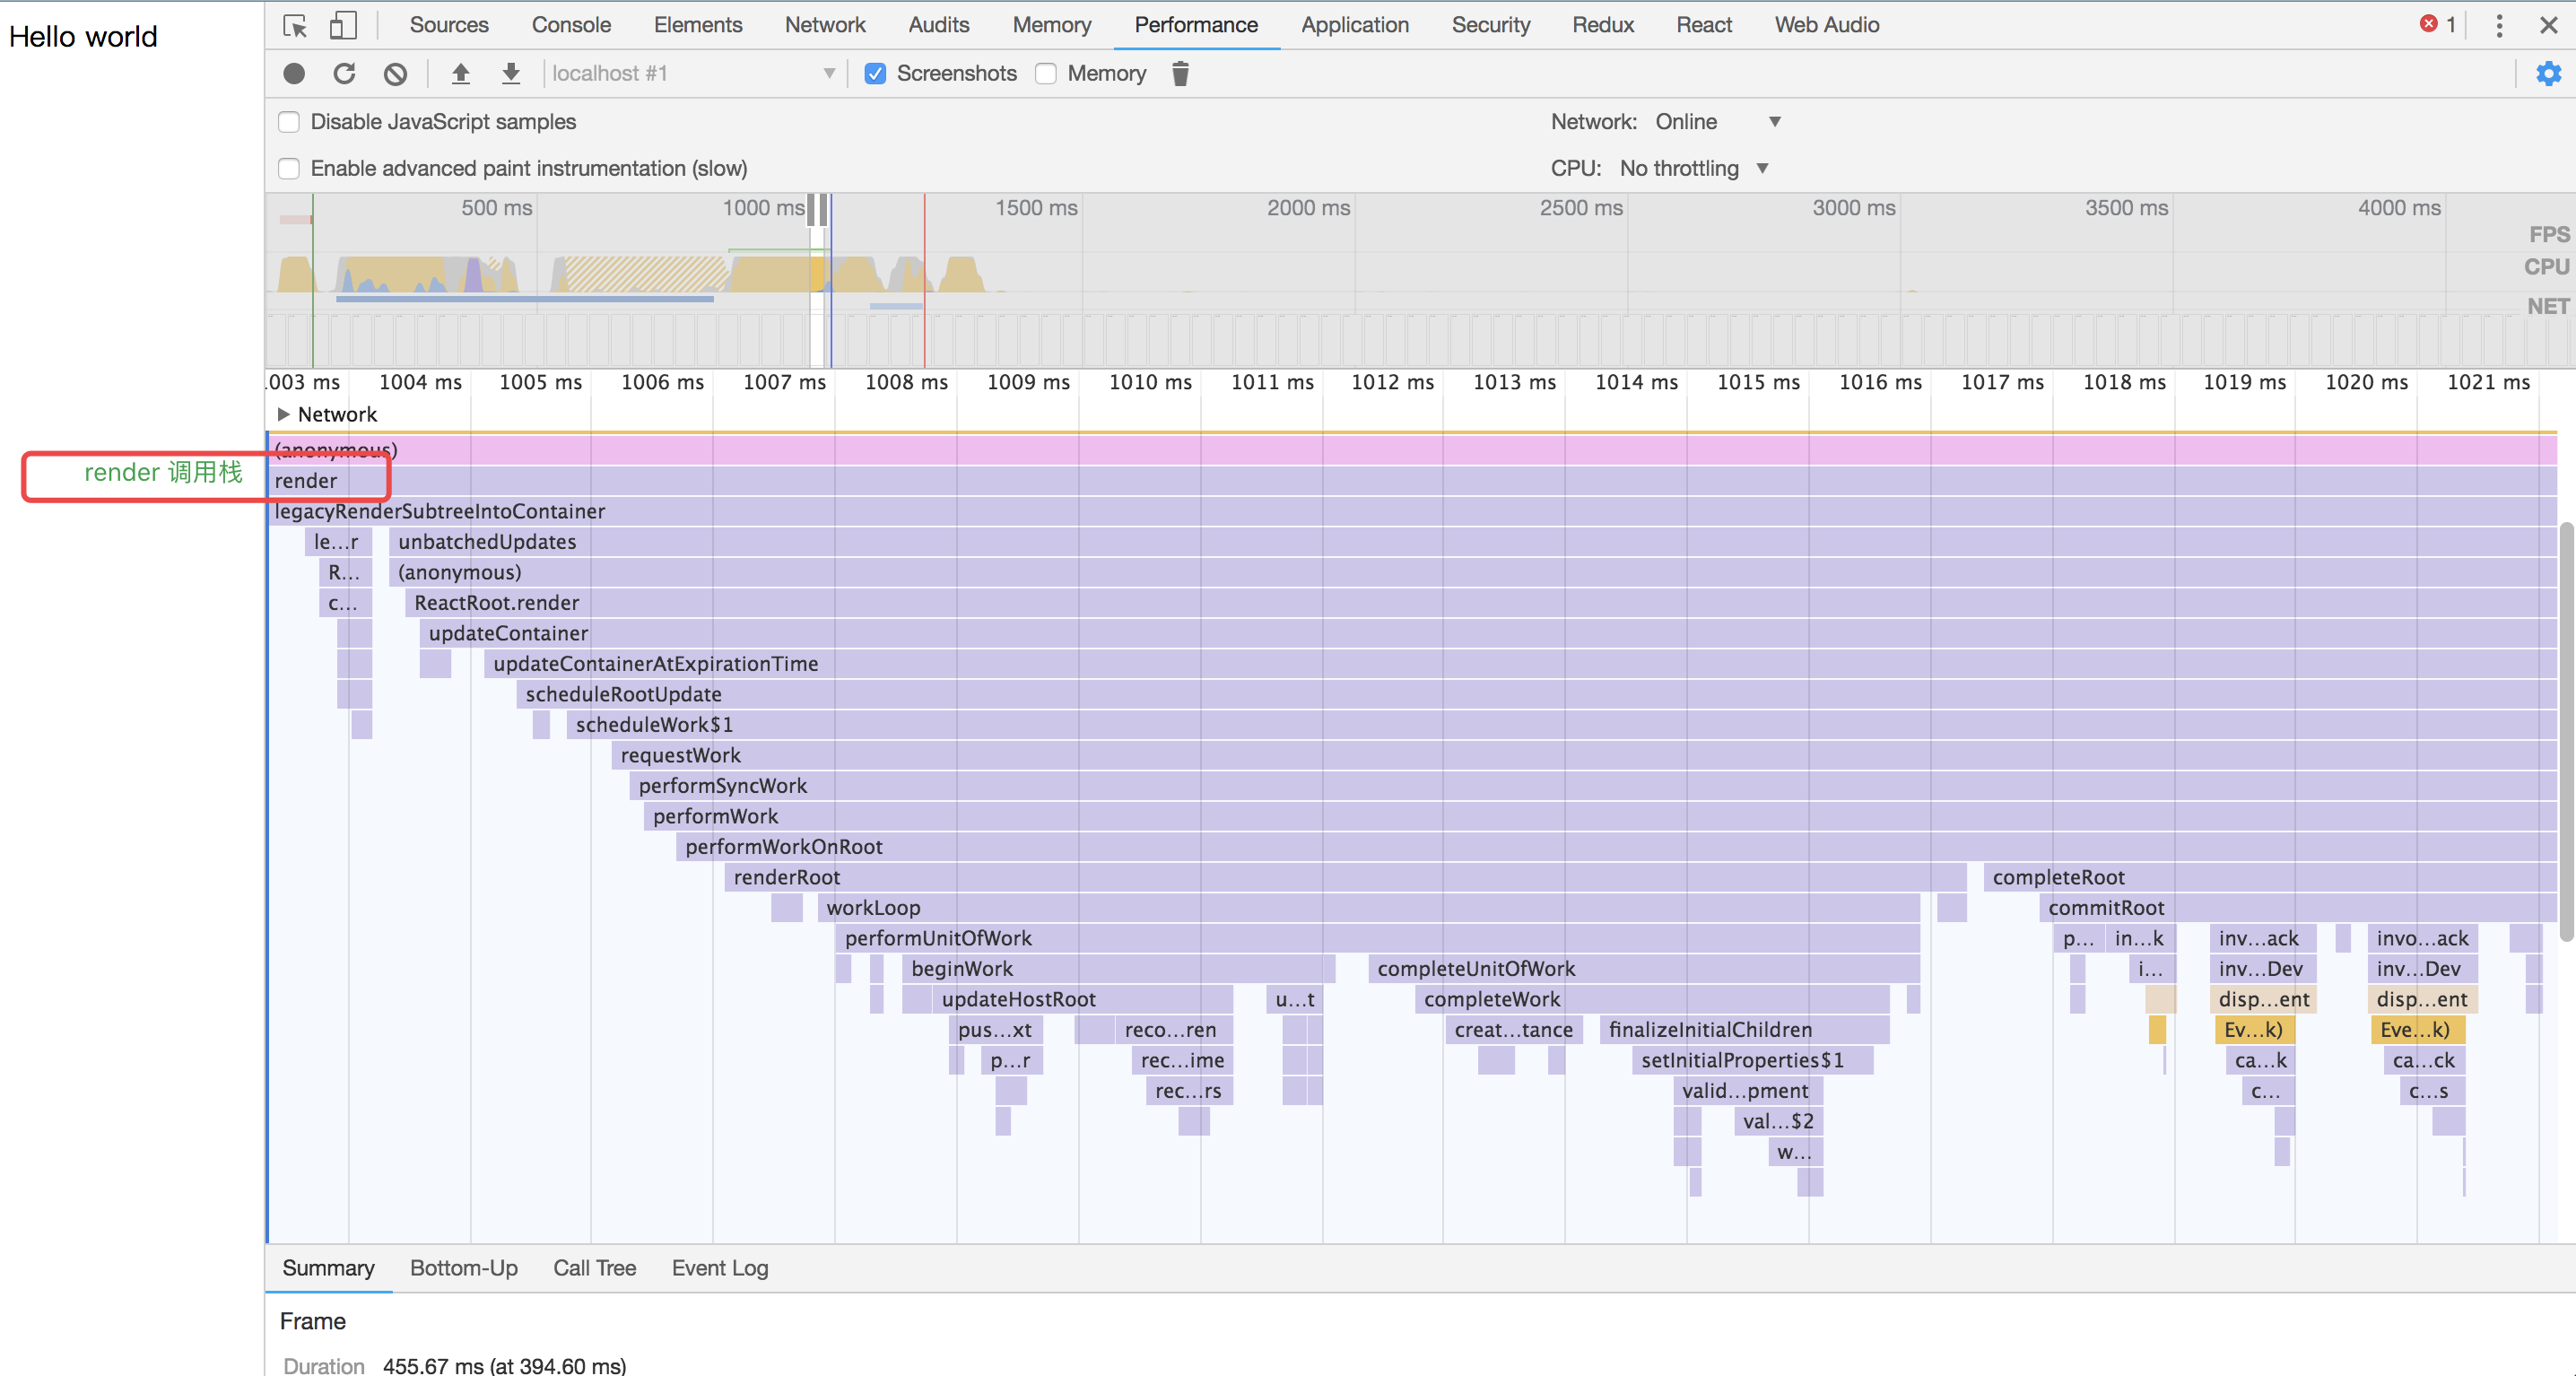 Hello world
Sources Console Elements Network Audits Memory Performance Application Security Redux React Web Audio 1
localhost #1 Screenshots Memory
Disable JavaScript samples Network: Online
Enable advanced paint instrumentation (slow) CPU: No throttling
500 ms 1000 ms 1500 ms 2000 ms 2500 ms 3000 ms 3500 ms 4000 ms
FPS
CPU
NET
1003 ms 1004 ms 1005 ms 1006 ms 1007 ms 1008 ms 1009 ms 1010 ms 1011 ms 1012 ms 1013 ms 1014 ms 1015 ms 1016 ms 1017 ms 1018 ms 1019 ms 1020 ms 1021 ms
Network
(anonymous)
render 调用栈
render
legacyRenderSubtreeIntoContainer
le...r unbatchedUpdates
R... (anonymous)
c... ReactRoot.render
updateContainer
updateContainerAtExpirationTime
scheduleRootUpdate
scheduleWork$1
requestWork
performSyncWork
performWork
performWorkOnRoot
renderRoot completeRoot
workLoop commitRoot
performUnitOfWork p... in...k inv...ack invo...ack
beginWork completeUnitOfWork i... inv...Dev inv...Dev
updateHostRoot u...t completeWork disp...ent disp...ent
pus...xt reco...ren creat...tance finalizeInitialChildren Ev...k) Eve...k)
p...r rec...ime setInitialProperties$1 ca...k ca...ck
rec...rs valid...pment c... c...s
val...$2
w...
Summary Bottom-Up Call Tree Event Log
Frame
Duration 455.67 ms (at 394.60 ms)